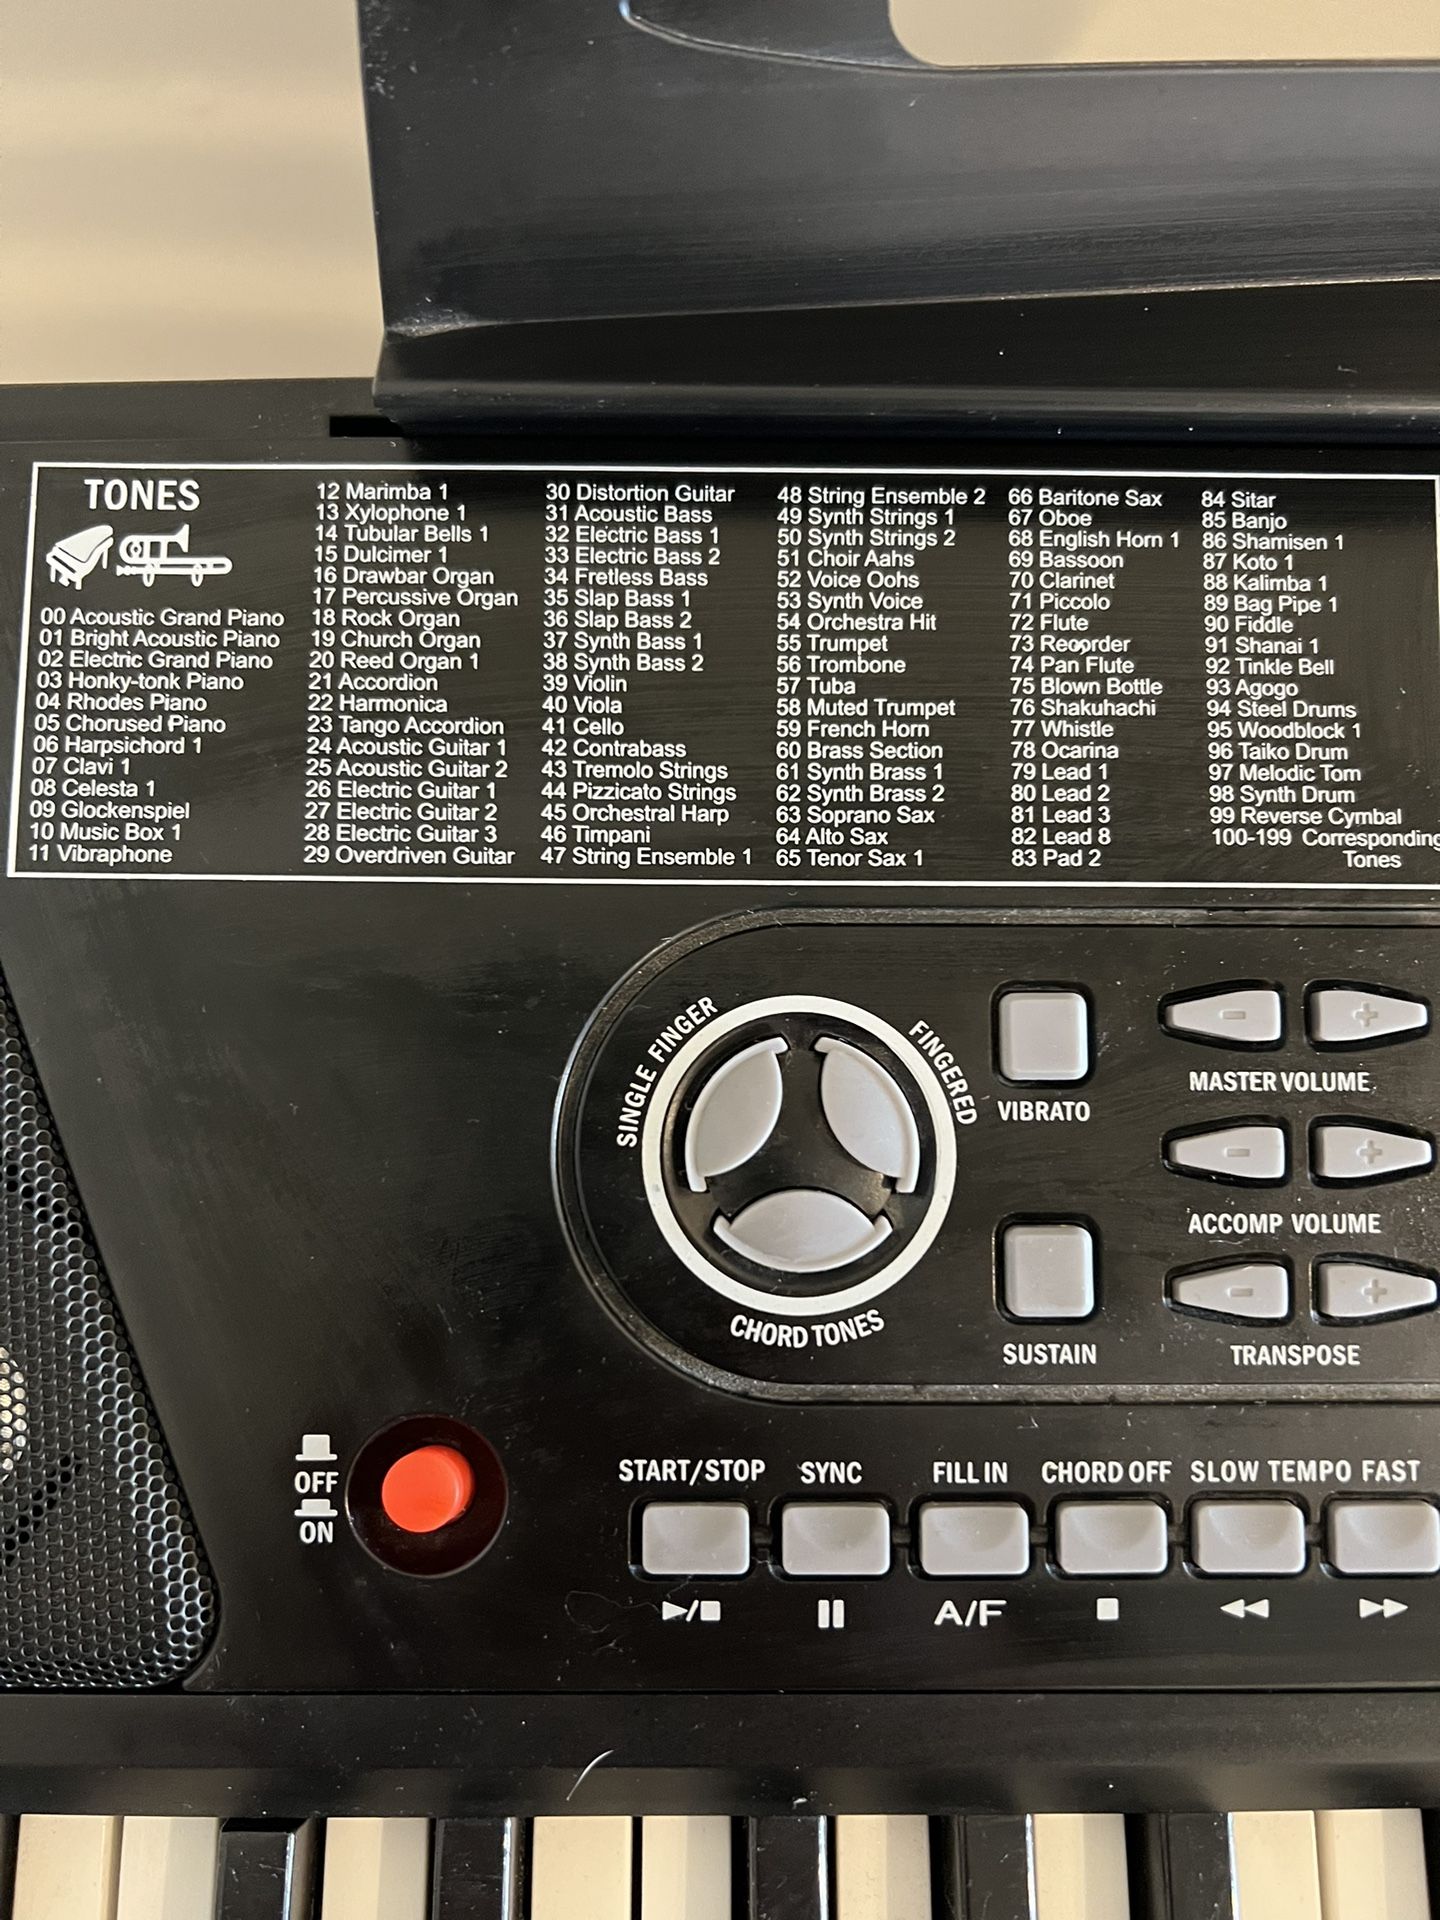 TONES
00 Acoustic Grand Piano
01 Bright Acoustic Piano
02 Electric Grand Piano
03 Honky-tonk Piano
04 Rhodes Piano
05 Chorused Piano
06 Harpsichord 1
07 Clavi 1
08 Celesta 1
09 Glockenspiel
10 Music Box 1
11 Vibraphone
12 Marimba 1
13 Xylophone 1
14 Tubular Bells 1
15 Dulcimer 1
16 Drawbar Organ
17 Percussive Organ
18 Rock Organ
19 Church Organ
20 Reed Organ 1
21 Accordion
22 Harmonica
23 Tango Accordion
24 Acoustic Guitar 1
25 Acoustic Guitar 2
26 Electric Guitar 1
27 Electric Guitar 2
28 Electric Guitar 3
29 Overdriven Guitar
30 Distortion Guitar
31 Acoustic Bass
32 Electric Bass 1
33 Electric Bass 2
34 Fretless Bass
35 Slap Bass 1
36 Slap Bass 2
37 Synth Bass 1
38 Synth Bass 2
39 Violin
40 Viola
41 Cello
42 Contrabass
43 Tremolo Strings
44 Pizzicato Strings
45 Orchestral Harp
46 Timpani
47 String Ensemble 1
48 String Ensemble 2
49 Synth Strings 1
50 Synth Strings 2
51 Choir Aahs
52 Voice Oohs
53 Synth Voice
54 Orchestra Hit
55 Trumpet
56 Trombone
57 Tuba
58 Muted Trumpet
59 French Horn
60 Brass Section
61 Synth Brass 1
62 Synth Brass 2
63 Soprano Sax
64 Alto Sax
65 Tenor Sax 1
66 Baritone Sax
67 Oboe
68 English Horn 1
69 Bassoon
70 Clarinet
71 Piccolo
72 Flute
73 Recorder
74 Pan Flute
75 Blown Bottle
76 Shakuhachi
77 Whistle
78 Ocarina
79 Lead 1
80 Lead 2
81 Lead 3
82 Lead 8
83 Pad 2
84 Sitar
85 Banjo
86 Shamisen 1
87 Koto 1
88 Kalimba 1
89 Bag Pipe 1
90 Fiddle
91 Shanai 1
92 Tinkle Bell
93 Agogo
94 Steel Drums
95 Woodblock 1
96 Taiko Drum
97 Melodic Tom
98 Synth Drum
99 Reverse Cymbal
100-199 Corresponding
Tones
SINGLE FINGER
FINGERED
CHORD TONES
VIBRATO
SUSTAIN
- +
MASTER VOLUME
- +
ACCOMP VOLUME
- +
TRANSPOSE
OFF
ON
START/STOP SYNC FILL IN CHORD OFF SLOW TEMPO FAST
A/F